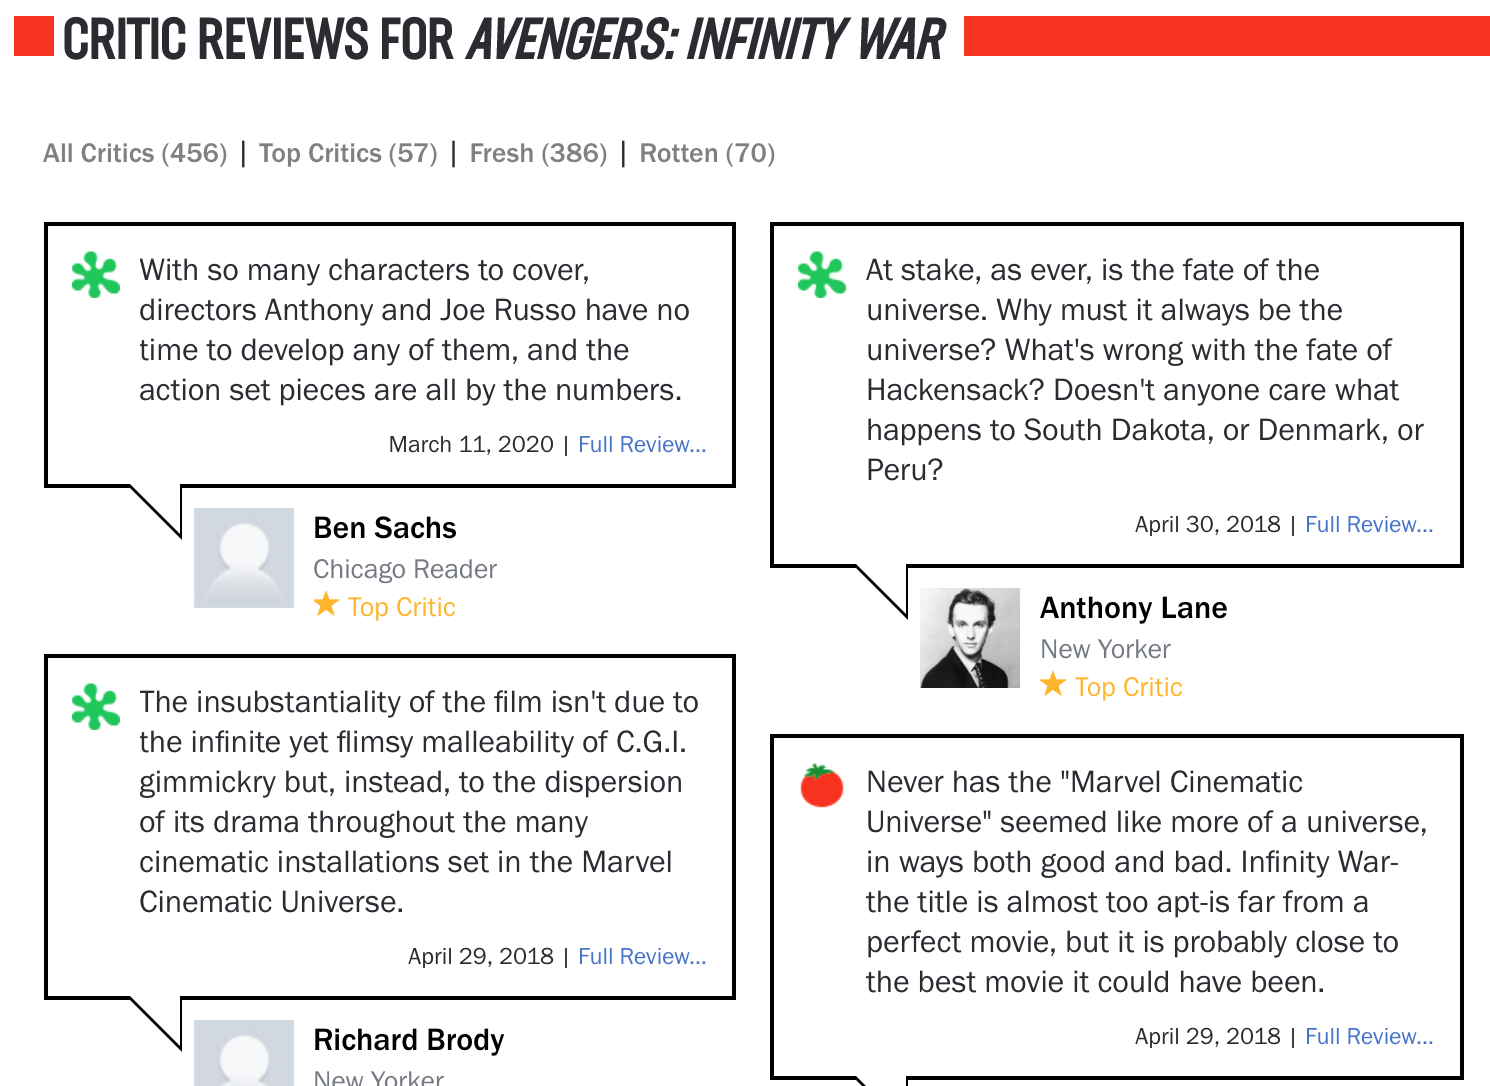 CRITIC REVIEWS FOR AVENGERS: INFINITY WAR
All Critics (456) | Top Critics (57) | Fresh (386) | Rotten (70)
With so many characters to cover,
directors Anthony and Joe Russo have no
time to develop any of them, and the
action set pieces are all by the numbers.
March 11, 2020 | Full Review...
Ben Sachs
Chicago Reader
Top Critic
At stake, as ever, is the fate of the
universe. Why must it always be the
universe? What's wrong with the fate of
Hackensack? Doesn't anyone care what
happens to South Dakota, or Denmark, or
Peru?
April 30, 2018 | Full Review...
Anthony Lane
New Yorker
Top Critic
The insubstantiality of the film isn't due to
the infinite yet flimsy malleability of C.G.I.
gimmickry but, instead, to the dispersion
of its drama throughout the many
cinematic installations set in the Marvel
Cinematic Universe.
April 29, 2018 | Full Review...
Richard Brody
New Yorker
Never has the "Marvel Cinematic
Universe" seemed like more of a universe,
in ways both good and bad. Infinity War-
the title is almost too apt-is far from a
perfect movie, but it is probably close to
the best movie it could have been.
April 29, 2018 | Full Review...